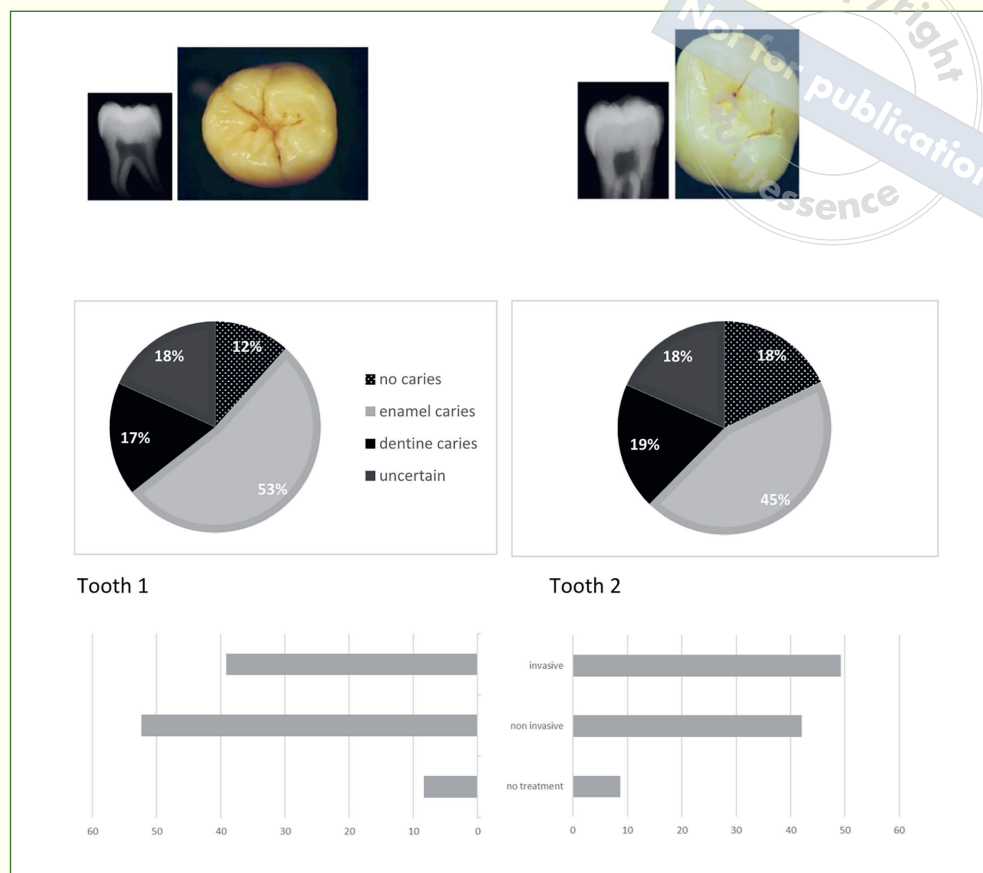 Copyright
Not for publication
Quintessence
12%
18%
53%
17%
no caries
enamel caries
dentine caries
uncertain
18%
18%
19%
45%
Tooth 1
Tooth 2
invasive
non invasive
no treatment
60 50 40 30 20 10 0
0 10 20 30 40 50 60